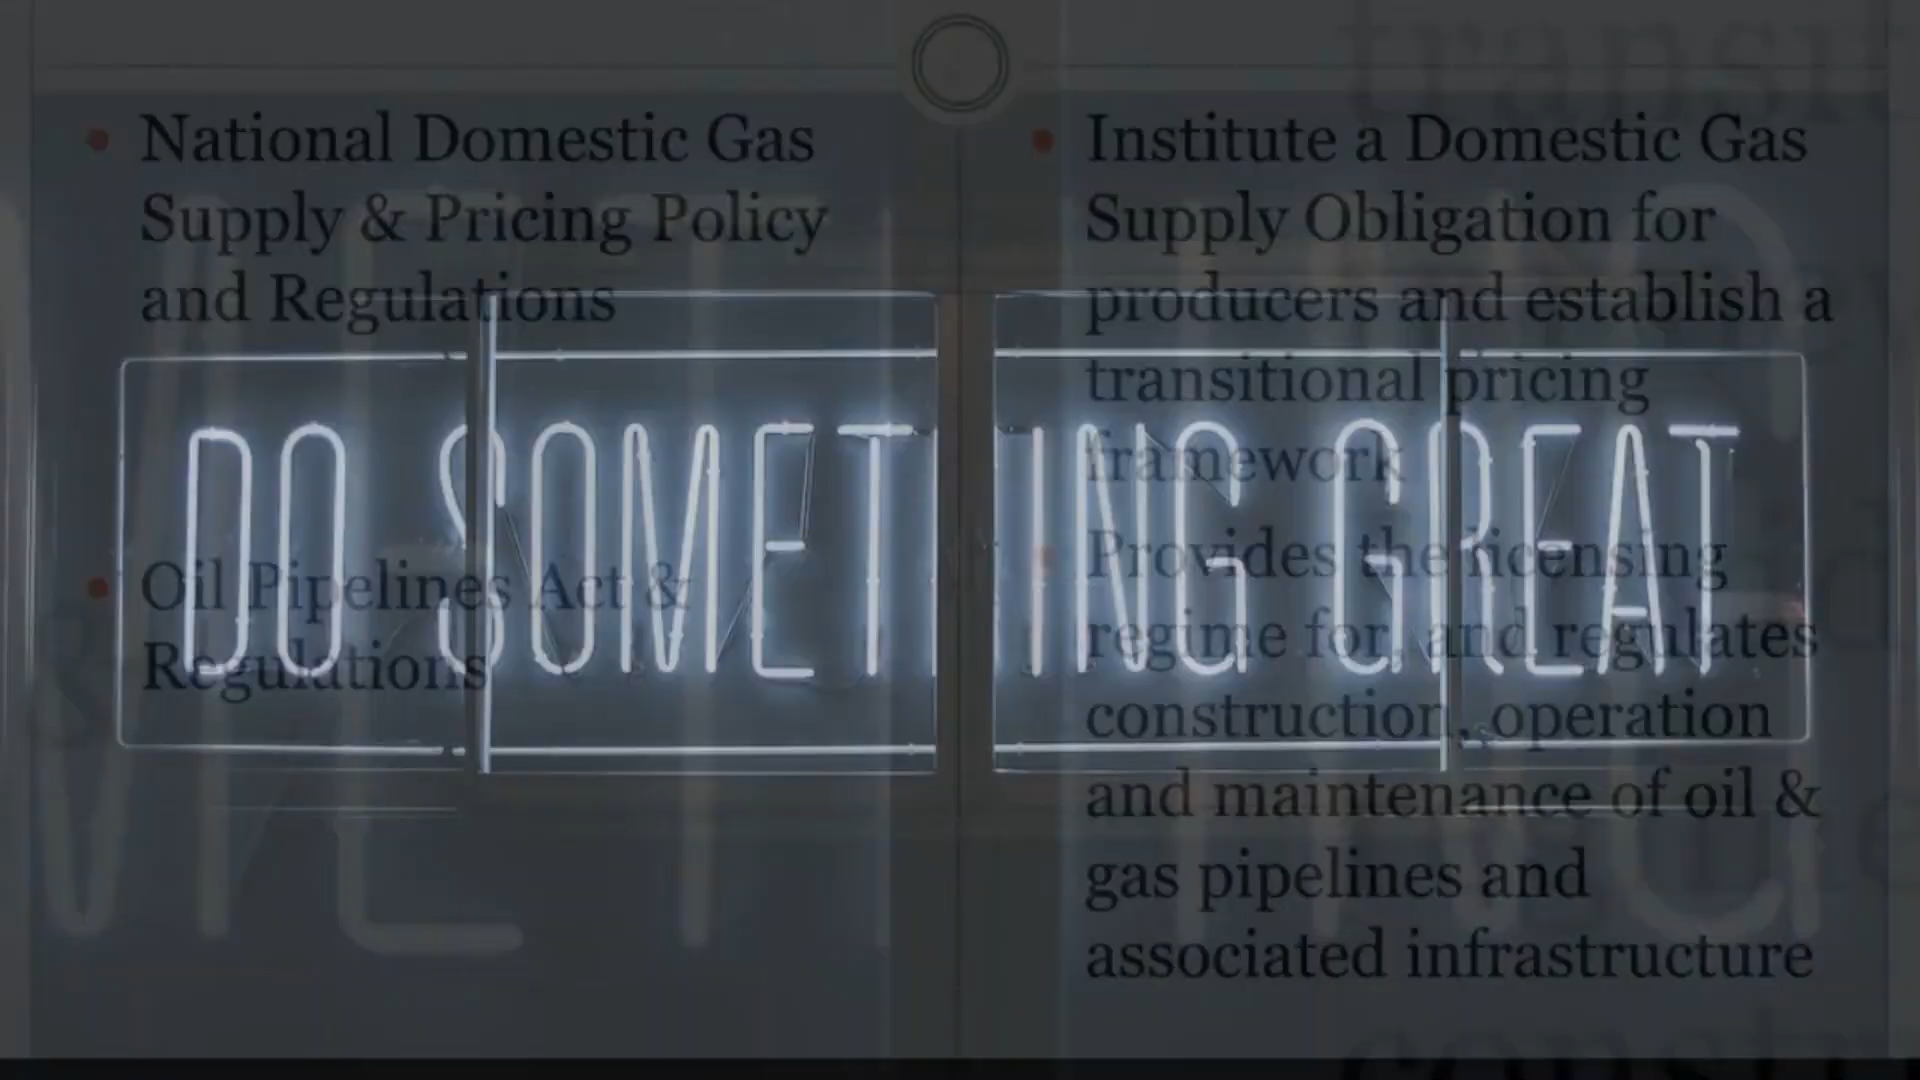 National Domestic Gas
Supply & Pricing Policy
and Regulations
Oil Pipelines Act &
Regulations
Institute a Domestic Gas
Supply Obligation for
producers and establish a
transitional pricing
framework
Provides the licensing
regime for, and regulates
construction, operation
and maintenance of oil &
gas pipelines and
associated infrastructure
DO SOMETHING GREAT